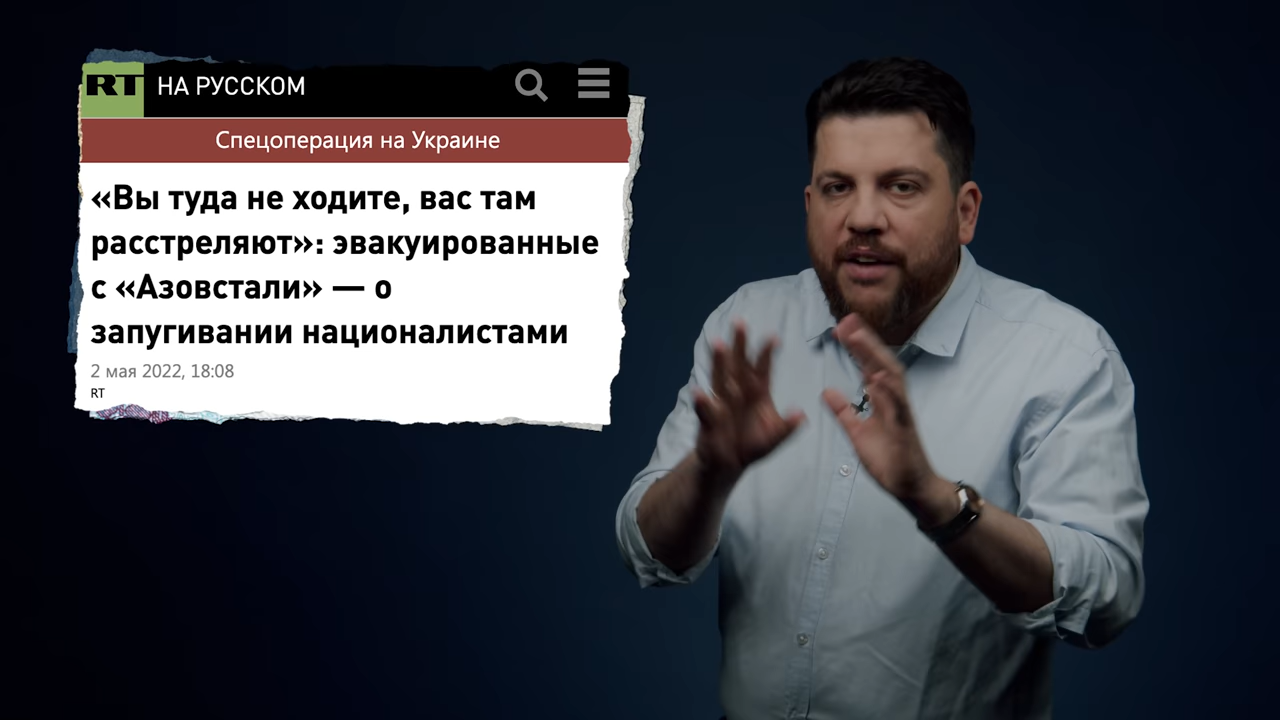 RT НА РУССКОМ
Спецоперация на Украине
«Вы туда не ходите, вас там
расстреляют»: эвакуированные
с «Азовстали» — о
запугивании националистами
2 мая 2022, 18:08
RT